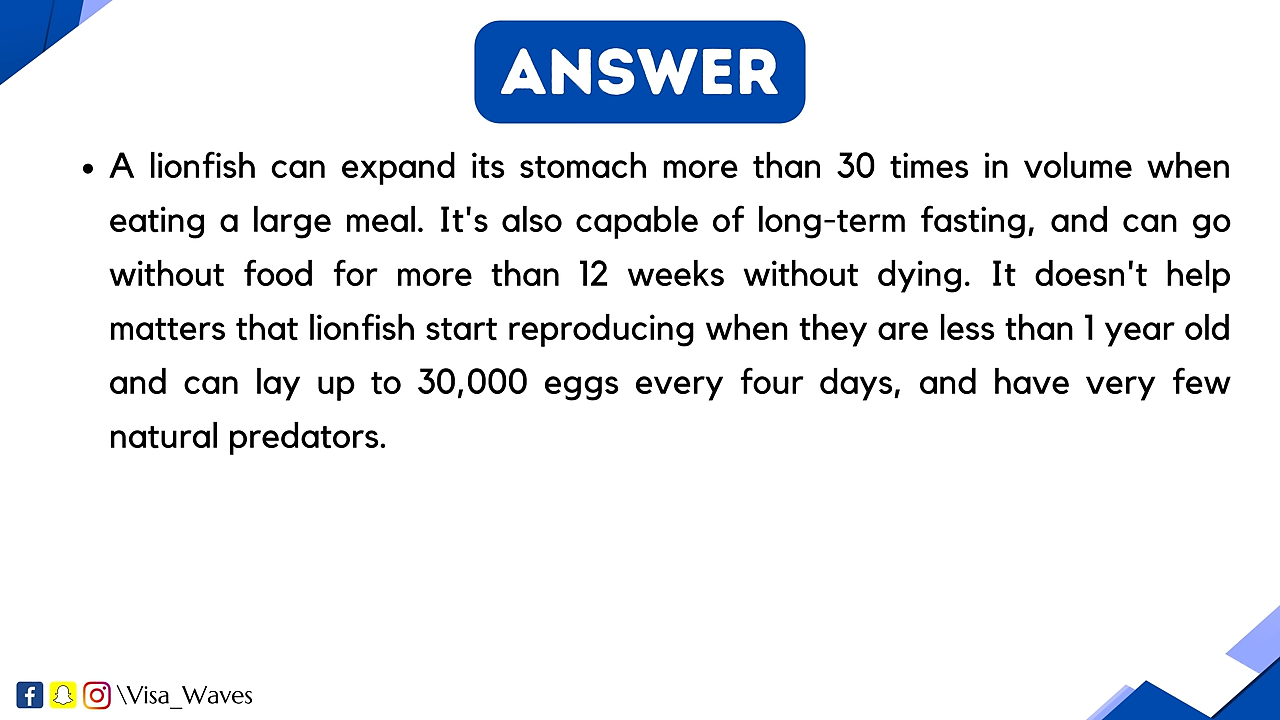 ANSWER
• A lionfish can expand its stomach more than 30 times in volume when
eating a large meal. It's also capable of long-term fasting, and can go
without food for more than 12 weeks without dying. It doesn't help
matters that lionfish start reproducing when they are less than 1 year old
and can lay up to 30,000 eggs every four days, and have very few
natural predators.
\Visa_Waves